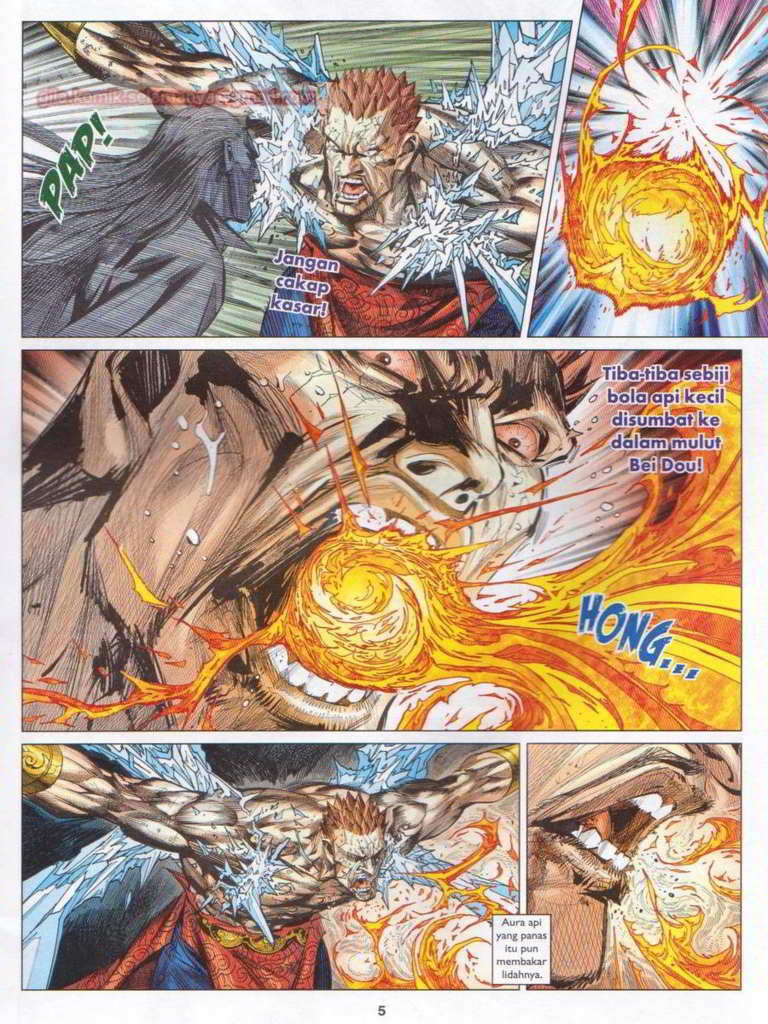 PAP!
Jangan
cakap
kasar!
Tiba-tiba sebiji
bola api kecil
disumbat ke
dalam mulut
Bei Dou!
HONG...
Aura api
yang panas
itu pun
membakar
lidahnya.
5